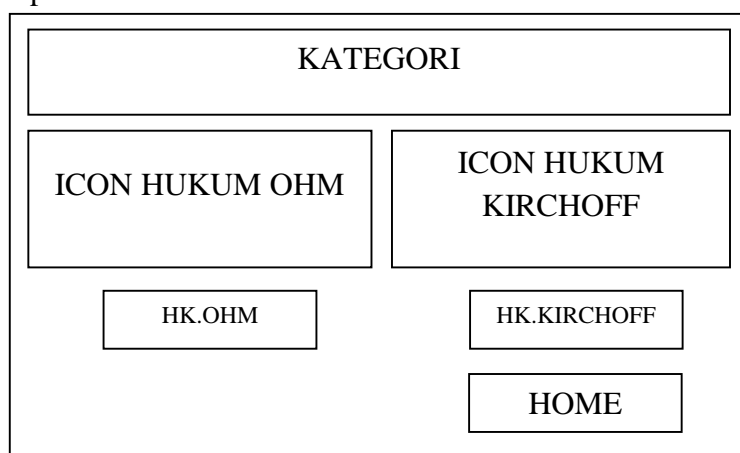 KATEGORI
ICON HUKUM OHM
ICON HUKUM
KIRCHOFF
HK.OHM
HK.KIRCHOFF
HOME